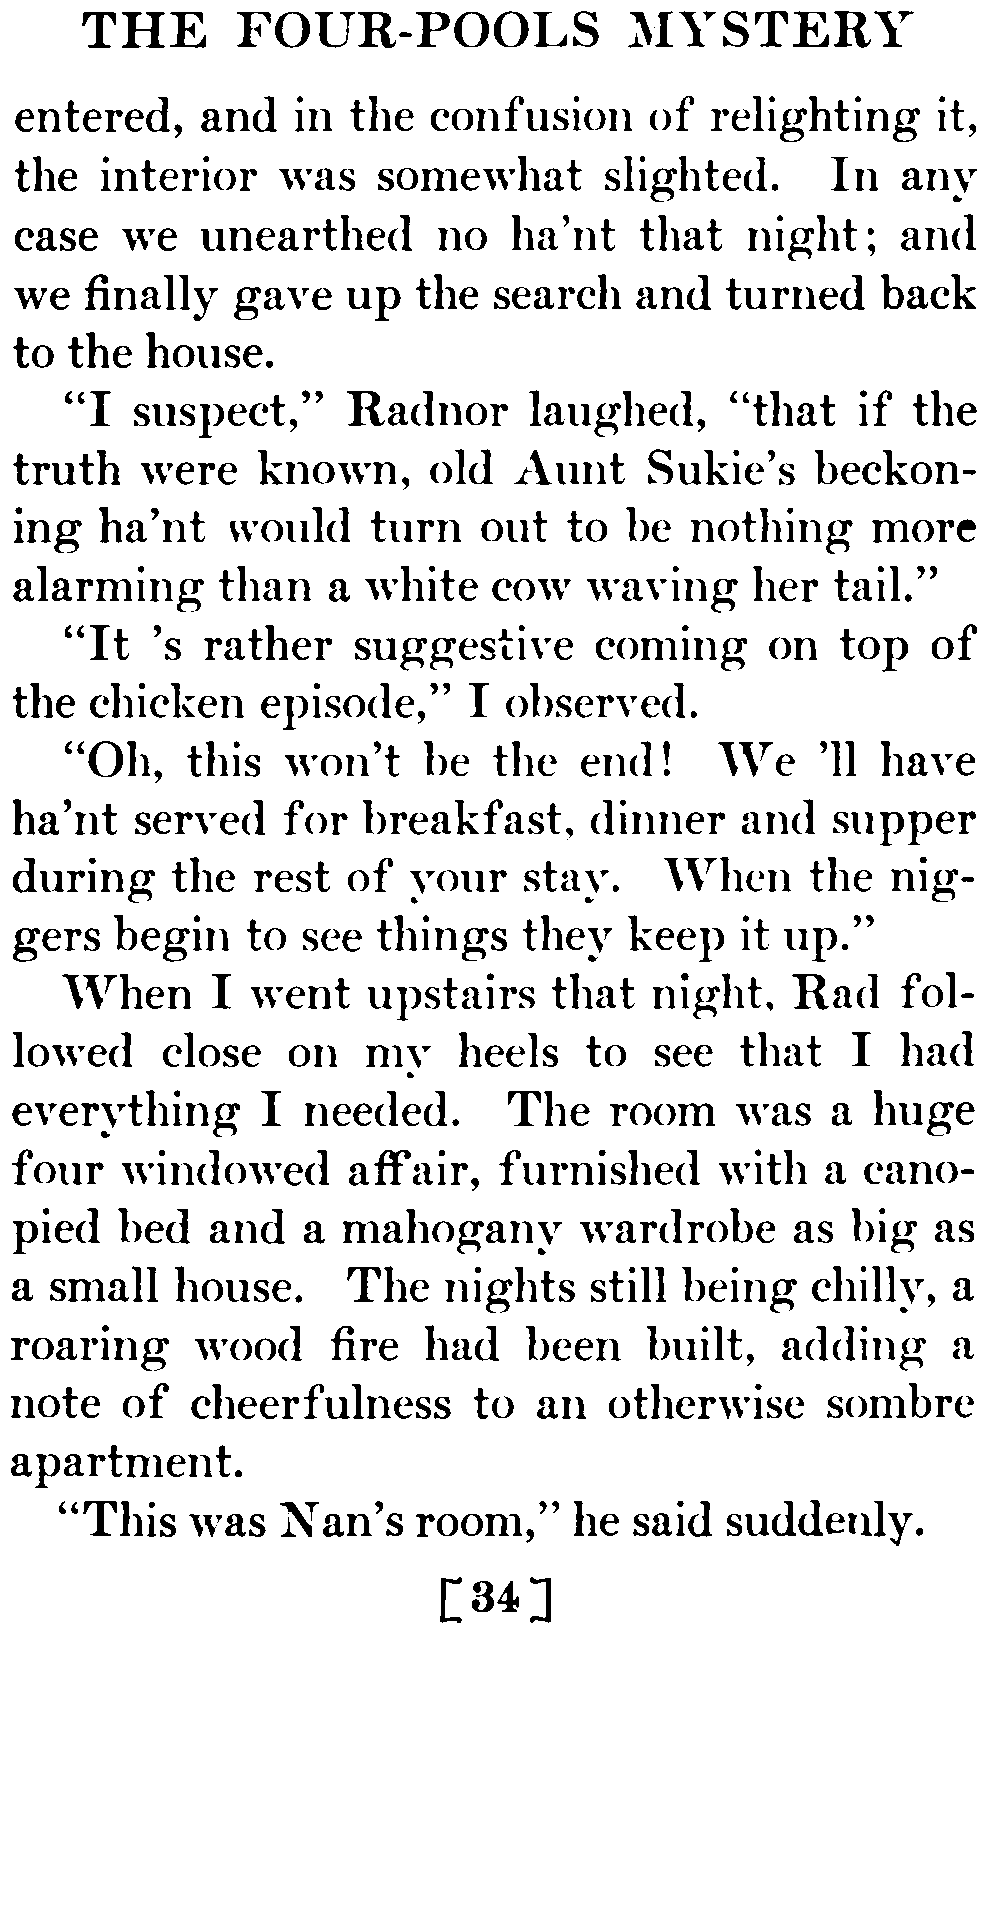 THE FOUR-POOLS MYSTERY
entered, and in the confusion of relighting it,
the interior was somewhat slighted. In any
case we unearthed no ha'nt that night; and
we finally gave up the search and turned back
to the house.
"I suspect," Radnor laughed, "that if the
truth were known, old Aunt Sukie's beckon-
ing ha'nt would turn out to be nothing more
alarming than a white cow waving her tail."
"It 's rather suggestive coming on top of
the chicken episode," I observed.
"Oh, this won't be the end! We 'll have
ha'nt served for breakfast, dinner and supper
during the rest of your stay. When the nig-
gers begin to see things they keep it up."
When I went upstairs that night, Rad fol-
lowed close on my heels to see that I had
everything I needed. The room was a huge
four windowed affair, furnished with a cano-
pied bed and a mahogany wardrobe as big as
a small house. The nights still being chilly, a
roaring wood fire had been built, adding a
note of cheerfulness to an otherwise sombre
apartment.
"This was Nan's room," he said suddenly.
[34]